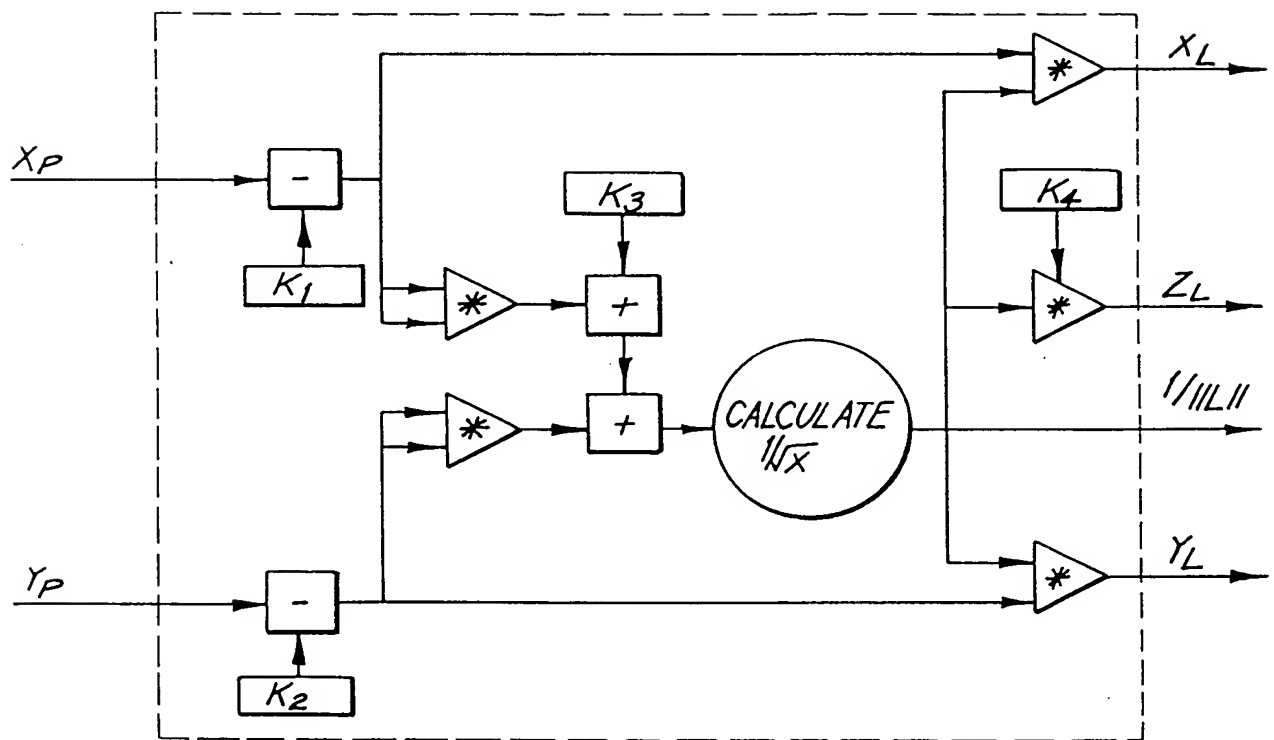 X_L
*
X_P
-
K_3
K_4
K_1
*
+
*
Z_L
1/||L||
*
+
CALCULATE
1/√X
Y_P
-
*
Y_L
K_2